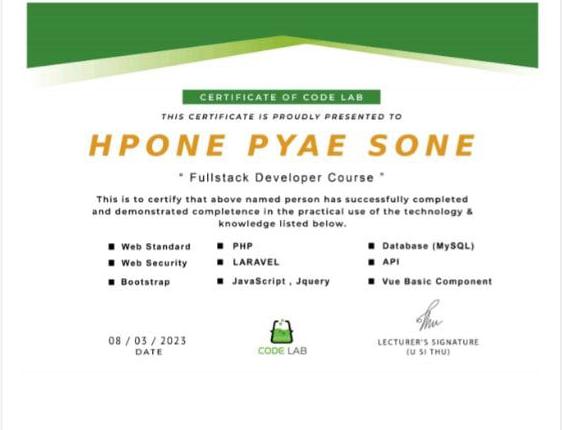 CERTIFICATE OF CODE LAB
THIS CERTIFICATE IS PROUDLY PRESENTED TO
HPONE PYAE SONE
" Fullstack Developer Course "
This is to certify that above named person has successfully completed
and demonstrated completence in the practical use of the technology &
knowledge listed below.
■ Web Standard ■ PHP ■ Database (MySQL)
■ Web Security ■ LARAVEL ■ API
■ Bootstrap ■ JavaScript , Jquery ■ Vue Basic Component
08 / 03 / 2023
DATE
CODE LAB
LECTURER'S SIGNATURE
(U SI THU)